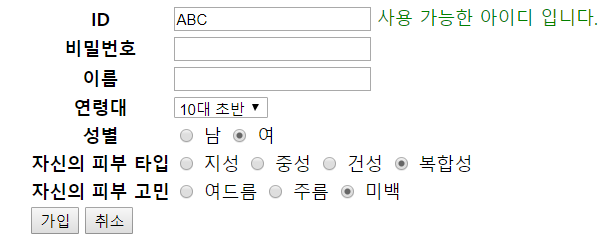 ID ABC 사용 가능한 아이디 입니다.
비밀번호
이름
연령대 10대 초반
성별 남 여
자신의 피부 타입 지성 중성 건성 복합성
자신의 피부 고민 여드름 주름 미백
가입 취소